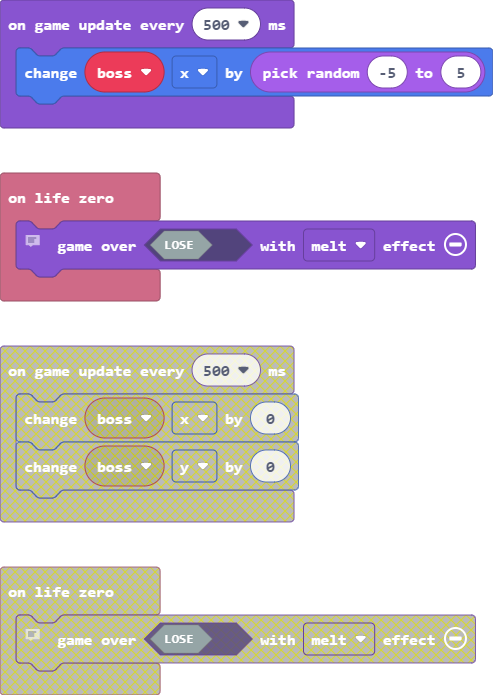 on game update every 500 ms
change boss x by pick random -5 to 5
on life zero
game over LOSE with melt effect
on game update every 500 ms
change boss x by 0
change boss y by 0
on life zero
game over LOSE with melt effect